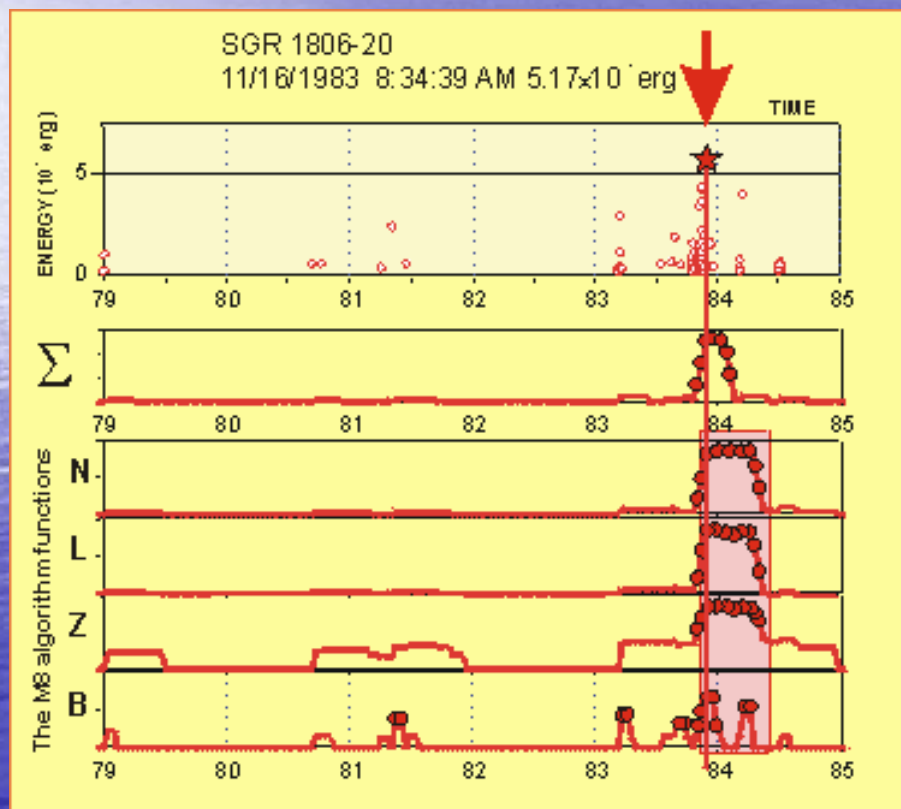 SGR 1806-20
11/16/1983 8:34:39 AM 5.17x10˙erg
TIME
ENERGY (10˙ erg)
5
0
79 80 81 82 83 84 85
Σ
79 80 81 82 83 84 85
The M8 algorithm functions
N
L
Z
B
79 80 81 82 83 84 85